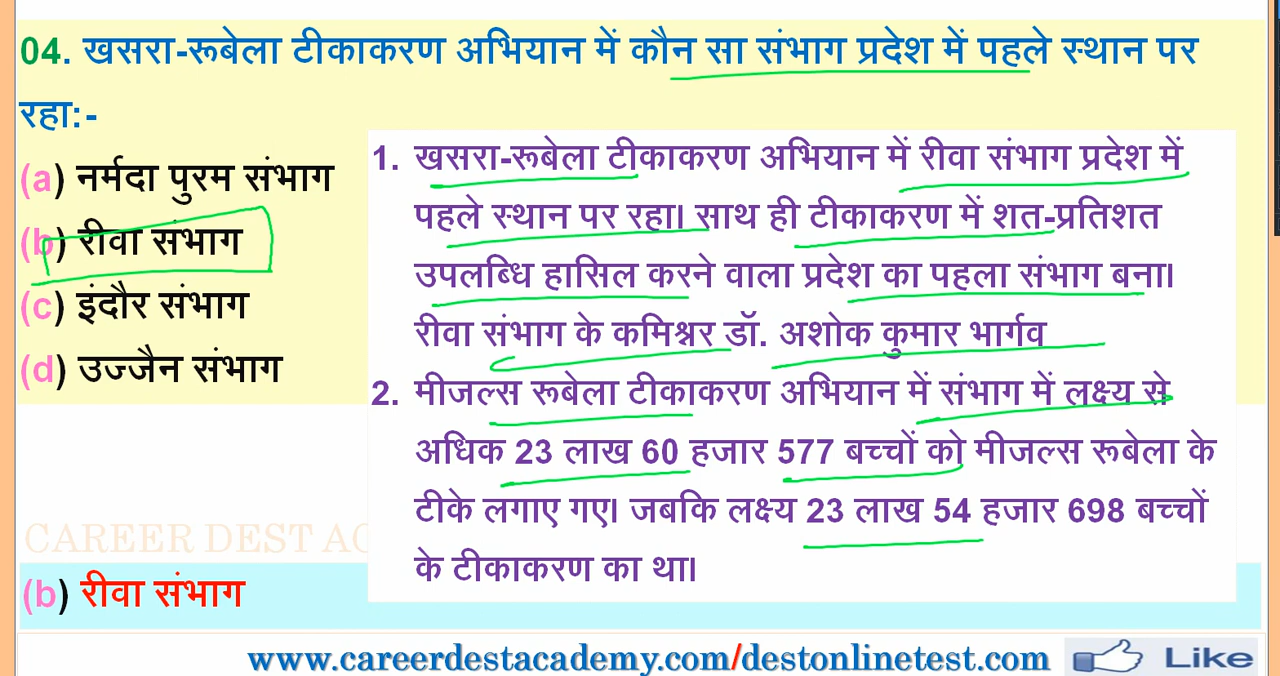 04. खसरा-रूबेला टीकाकरण अभियान में कौन सा संभाग प्रदेश में पहले स्थान पर
रहा:-
(a) नर्मदा पुरम संभाग
(b) रीवा संभाग
(c) इंदौर संभाग
(d) उज्जैन संभाग
1. खसरा-रूबेला टीकाकरण अभियान में रीवा संभाग प्रदेश में
पहले स्थान पर रहा। साथ ही टीकाकरण में शत-प्रतिशत
उपलब्धि हासिल करने वाला प्रदेश का पहला संभाग बना।
रीवा संभाग के कमिश्नर डॉ. अशोक कुमार भार्गव
2. मीजल्स रूबेला टीकाकरण अभियान में संभाग में लक्ष्य से
अधिक 23 लाख 60 हजार 577 बच्चों को मीजल्स रूबेला के
टीके लगाए गए। जबकि लक्ष्य 23 लाख 54 हजार 698 बच्चों
के टीकाकरण का था।
CAREER DEST AC
(b) रीवा संभाग
www.careerdestacademy.com/destonlinetest.com
Like